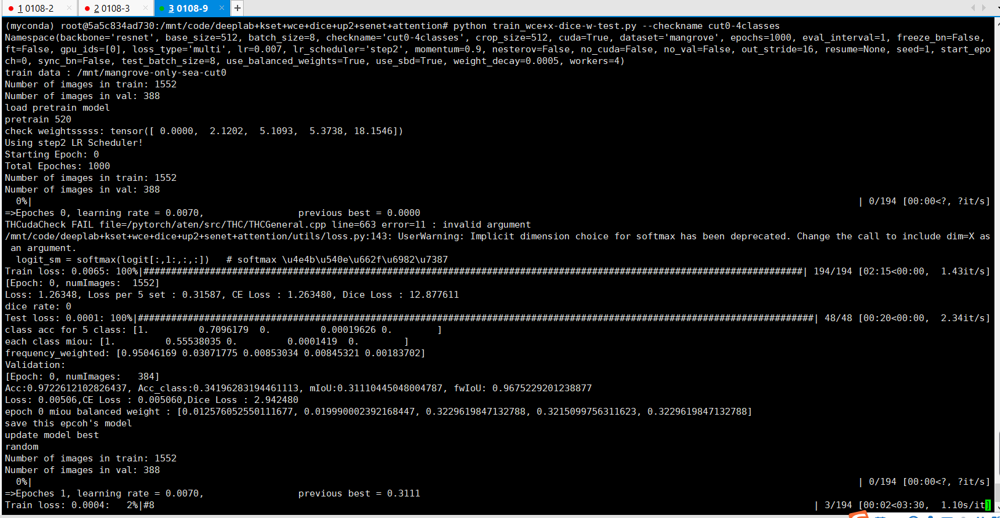 1 0108-2 × 2 0108-3 × 3 0108-9 × +
(myconda) root@5a5c834ad730:/mnt/code/deeplab+kset+wce+dice+up2+senet+attention# python train_wce+x-dice-w-test.py --checkname cut0-4classes
Namespace(backbone='resnet', base_size=512, batch_size=8, checkname='cut0-4classes', crop_size=512, cuda=True, dataset='mangrove', epochs=1000, eval_interval=1, freeze_bn=False,
ft=False, gpu_ids=[0], loss_type='multi', lr=0.007, lr_scheduler='step2', momentum=0.9, nesterov=False, no_cuda=False, no_val=False, out_stride=16, resume=None, seed=1, start_epo
ch=0, sync_bn=False, test_batch_size=8, use_balanced_weights=True, use_sbd=True, weight_decay=0.0005, workers=4)
train data : /mnt/mangrove-only-sea-cut0
Number of images in train: 1552
Number of images in val: 388
load pretrain model
pretrain 520
check weightsssss: tensor([ 0.0000,  2.1202,  5.1093,  5.3738, 18.1546])
Using step2 LR Scheduler!
Starting Epoch: 0
Total Epoches: 1000
Number of images in train: 1552
Number of images in val: 388
  0%| | 0/194 [00:00<?, ?it/s]
=>Epoches 0, learning rate = 0.0070,                 previous best = 0.0000
THCudaCheck FAIL file=/pytorch/aten/src/THC/THCGeneral.cpp line=663 error=11 : invalid argument
/mnt/code/deeplab+kset+wce+dice+up2+senet+attention/utils/loss.py:143: UserWarning: Implicit dimension choice for softmax has been deprecated. Change the call to include dim=X as
 an argument.
  logit_sm = softmax(logit[:,1:,:,:])   # softmax \u4e4b\u540e\u662f\u6982\u7387
Train loss: 0.0065: 100%|#######################################################################################################################| 194/194 [02:15<00:00,  1.43it/s]
[Epoch: 0, numImages:  1552]
Loss: 1.26348, Loss per 5 set : 0.31587, CE Loss : 1.263480, Dice Loss : 12.877611
dice rate: 0
Test loss: 0.0001: 100%|##########################################################################################################################| 48/48 [00:20<00:00,  2.34it/s]
class acc for 5 class: [1.            0.7096179  0.          0.00019626 0.        ]
each class miou: [1.         0.55538035 0.         0.0001419  0.        ]
frequency_weighted: [0.95046169 0.03071775 0.00853034 0.00845321 0.00183702]
Validation:
[Epoch: 0, numImages:   384]
Acc:0.9722612102826437, Acc_class:0.34196283194461113, mIoU:0.31110445048004787, fwIoU: 0.9675229201238877
Loss: 0.00506,CE Loss : 0.005060,Dice Loss : 2.942480
epoch 0 miou balanced weight : [0.012576052550111677, 0.019990002392168447, 0.3229619847132788, 0.3215099756311623, 0.3229619847132788]
save this epcoh's model
update model best
random
Number of images in train: 1552
Number of images in val: 388
  0%| | 0/194 [00:00<?, ?it/s]
=>Epoches 1, learning rate = 0.0070,                 previous best = 0.3111
Train loss: 0.0004:   2%|#8 | 3/194 [00:02<03:30,  1.10s/it]